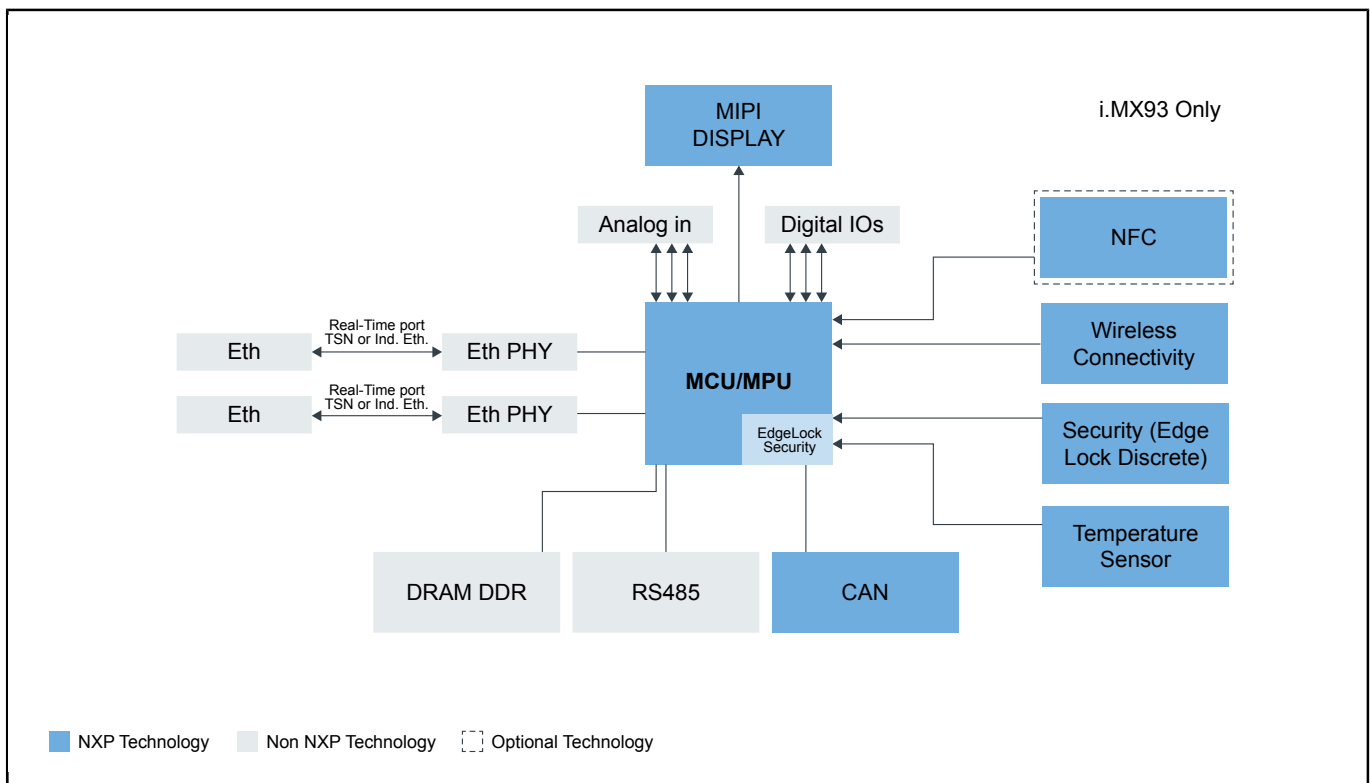 MIPI
DISPLAY
i.MX93 Only
Analog in
Digital IOs
NFC
Eth
Real-Time port
TSN or Ind. Eth.
Eth PHY
Wireless
Connectivity
MCU/MPU
Eth
Real-Time port
TSN or Ind. Eth.
Eth PHY
EdgeLock
Security
Security (Edge
Lock Discrete)
Temperature
Sensor
DRAM DDR
RS485
CAN
NXP Technology
Non NXP Technology
Optional Technology